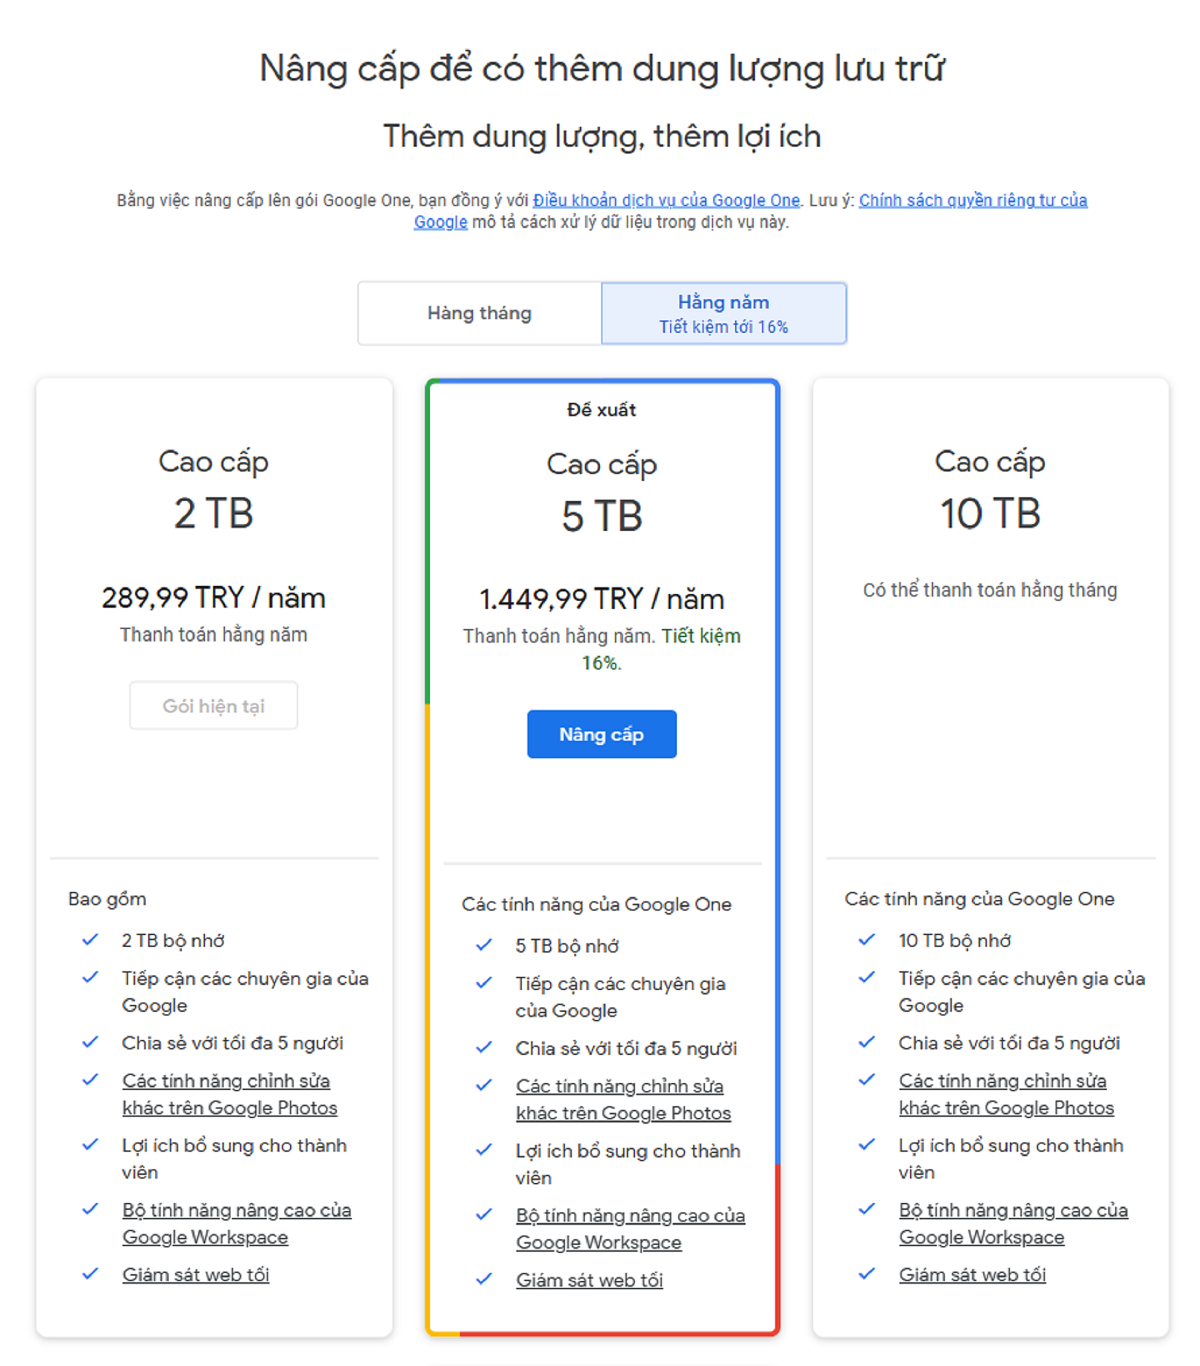 Nâng cấp để có thêm dung lượng lưu trữ
Thêm dung lượng, thêm lợi ích
Bằng việc nâng cấp lên gói Google One, bạn đồng ý với Điều khoản dịch vụ của Google One. Lưu ý: Chính sách quyền riêng tư của
Google mô tả cách xử lý dữ liệu trong dịch vụ này.
Hàng tháng
Hằng năm
Tiết kiệm tới 16%
Cao cấp
2 TB
289,99 TRY / năm
Thanh toán hằng năm
Gói hiện tại
Bao gồm
2 TB bộ nhớ
Tiếp cận các chuyên gia của
Google
Chia sẻ với tối đa 5 người
Các tính năng chỉnh sửa
khác trên Google Photos
Lợi ích bổ sung cho thành
viên
Bộ tính năng nâng cao của
Google Workspace
Giám sát web tối
Đề xuất
Cao cấp
5 TB
1.449,99 TRY / năm
Thanh toán hằng năm. Tiết kiệm
16%.
Nâng cấp
Các tính năng của Google One
5 TB bộ nhớ
Tiếp cận các chuyên gia
của Google
Chia sẻ với tối đa 5 người
Các tính năng chỉnh sửa
khác trên Google Photos
Lợi ích bổ sung cho thành
viên
Bộ tính năng nâng cao của
Google Workspace
Giám sát web tối
Cao cấp
10 TB
Có thể thanh toán hằng tháng
Các tính năng của Google One
10 TB bộ nhớ
Tiếp cận các chuyên gia của
Google
Chia sẻ với tối đa 5 người
Các tính năng chỉnh sửa
khác trên Google Photos
Lợi ích bổ sung cho thành
viên
Bộ tính năng nâng cao của
Google Workspace
Giám sát web tối